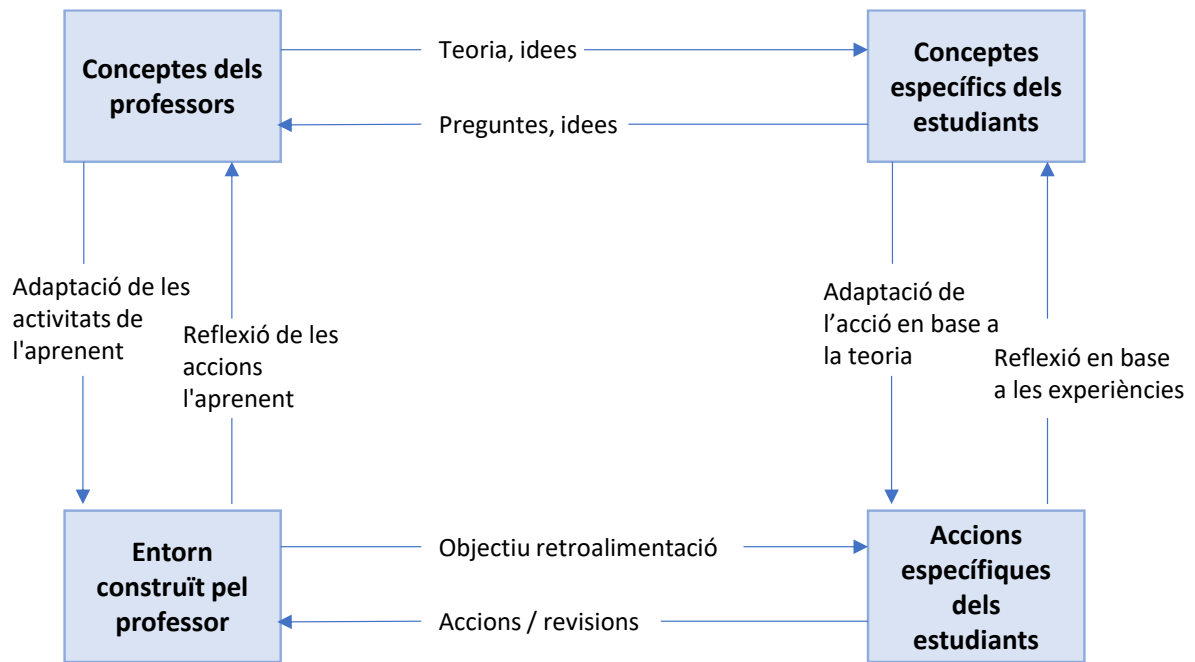 Conceptes dels
professors
Teoria, idees
Preguntes, idees
Conceptes
específics dels
estudiants
Adaptació de les
activitats de
l'aprenent
Reflexió de les
accions
l'aprenent
Adaptació de
l’acció en base a
la teoria
Reflexió en base
a les experiències
Entorn
construït pel
professor
Objectiu retroalimentació
Accions / revisions
Accions
específiques
dels
estudiants